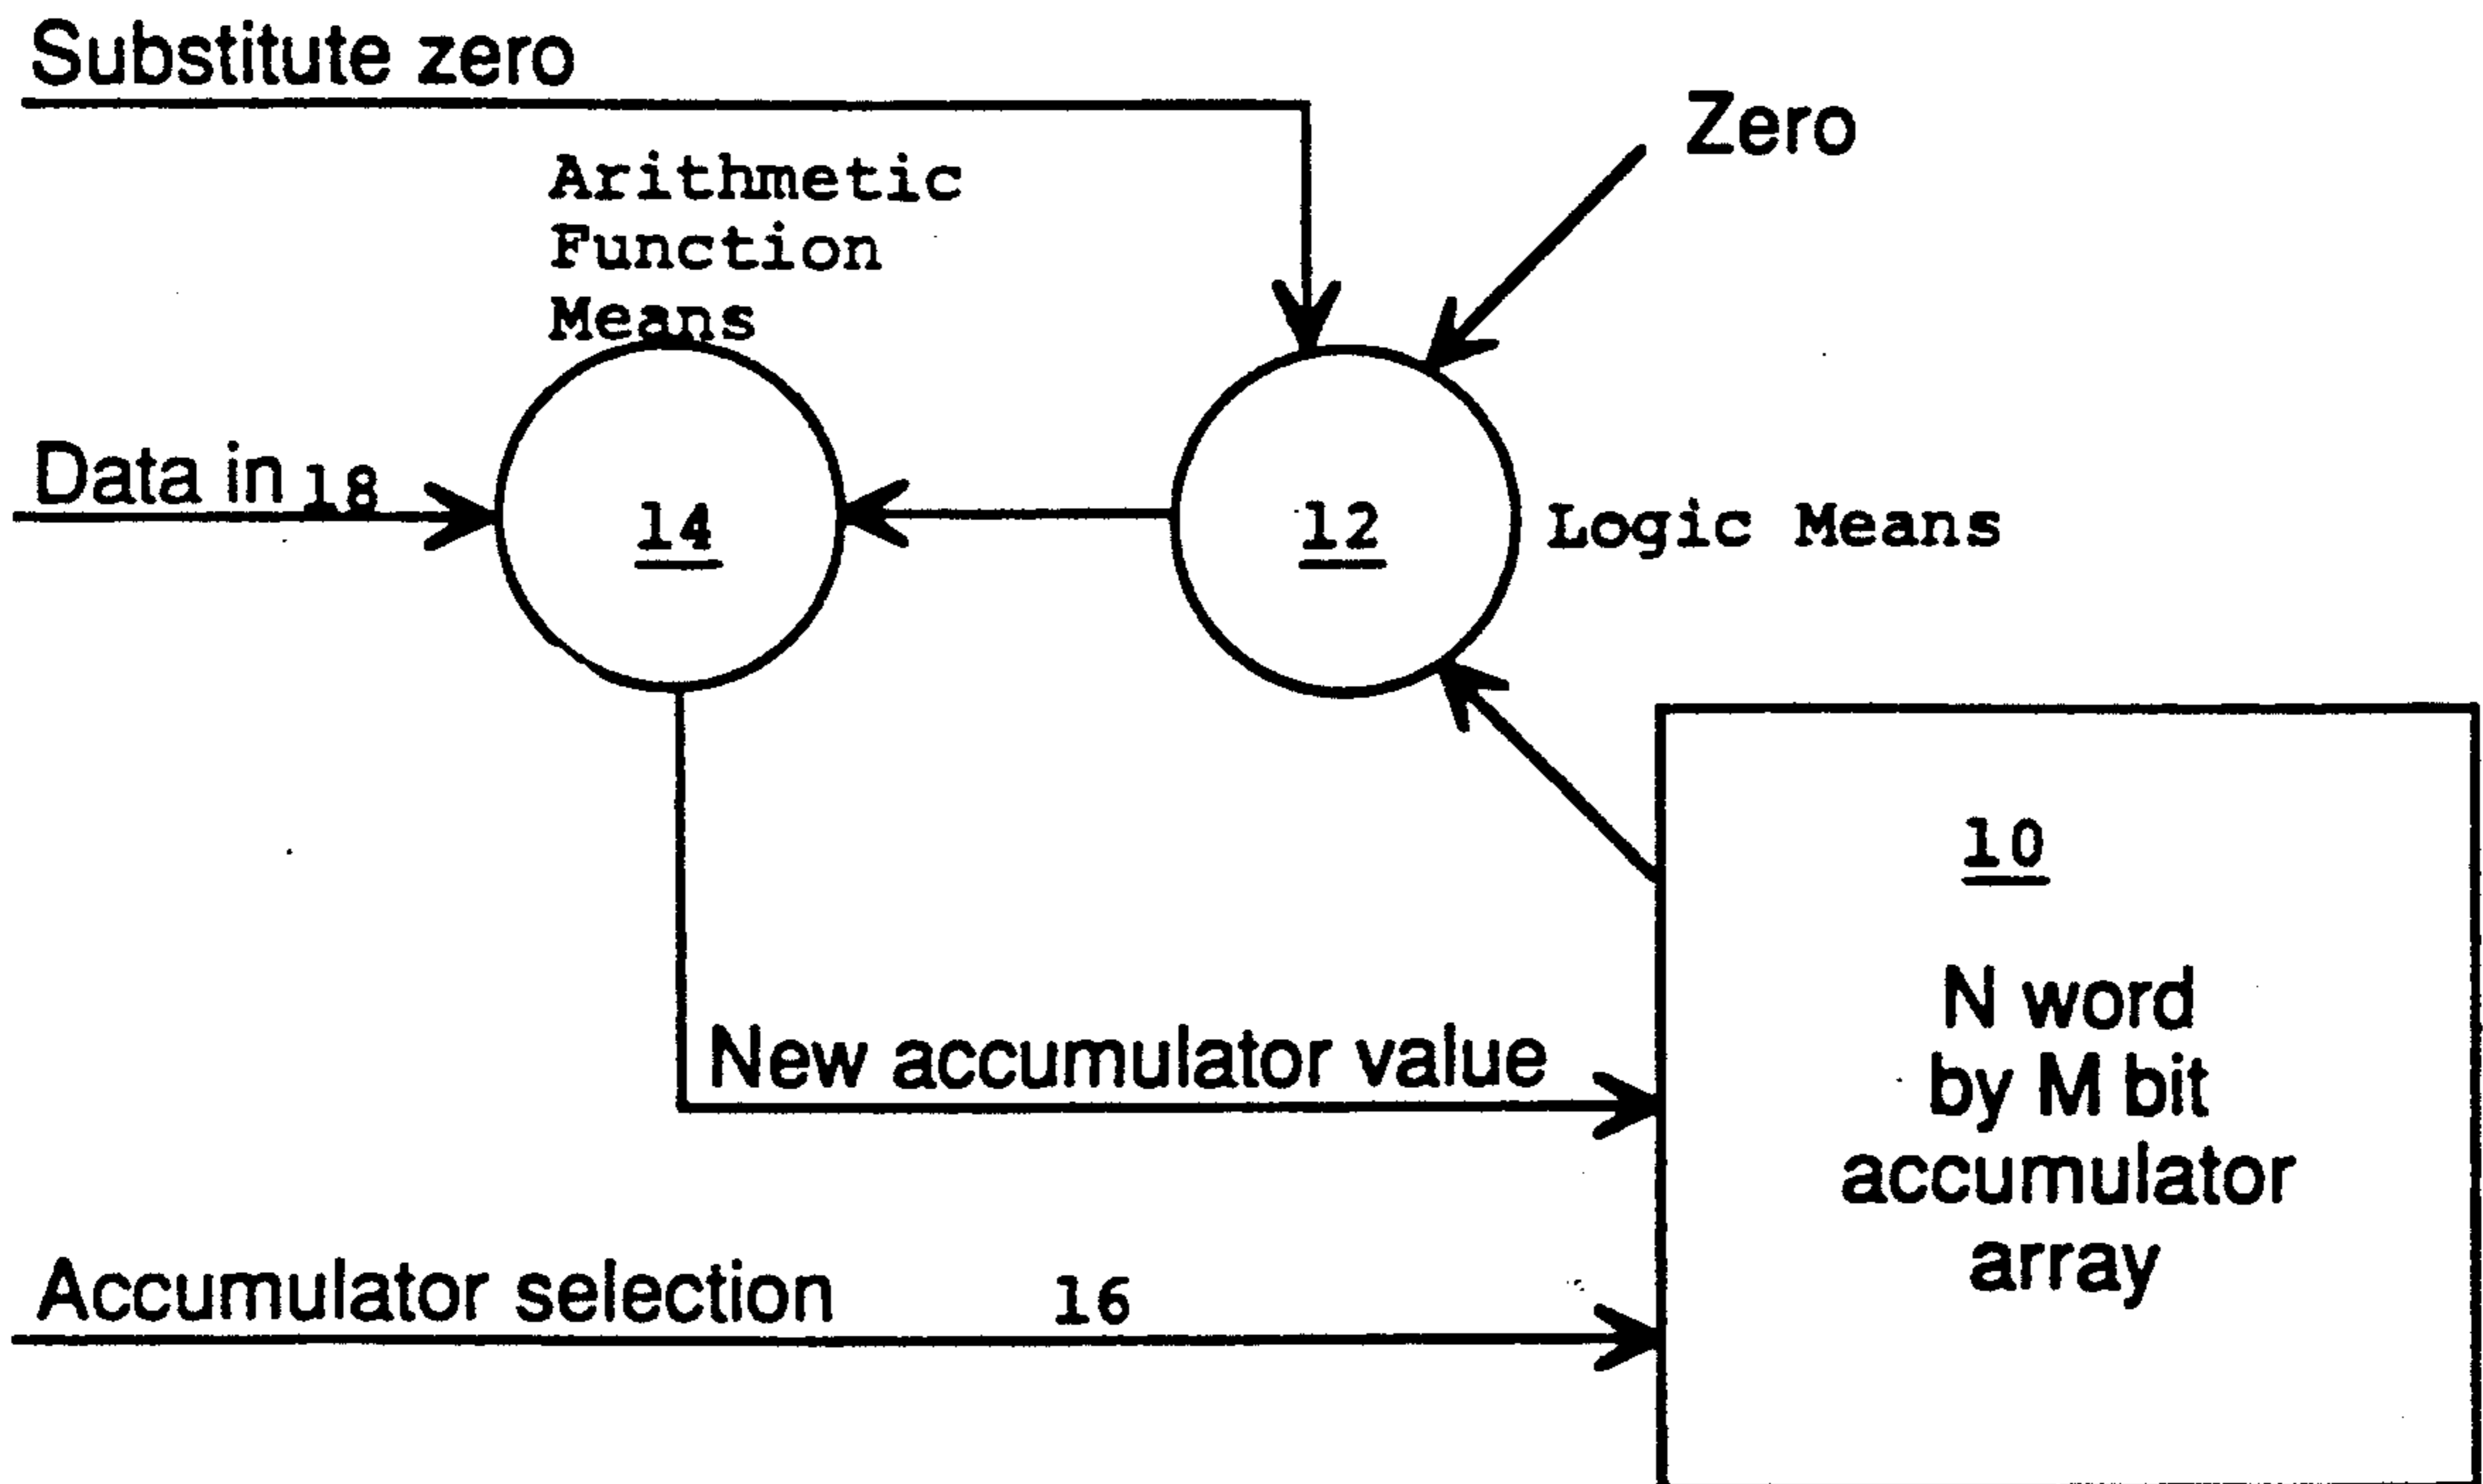 Substitute zero
Zero
Arithmetic
Function
Means
Data in 18
14
12
Logic Means
10
N word
by M bit
accumulator
array
New accumulator value
Accumulator selection 16